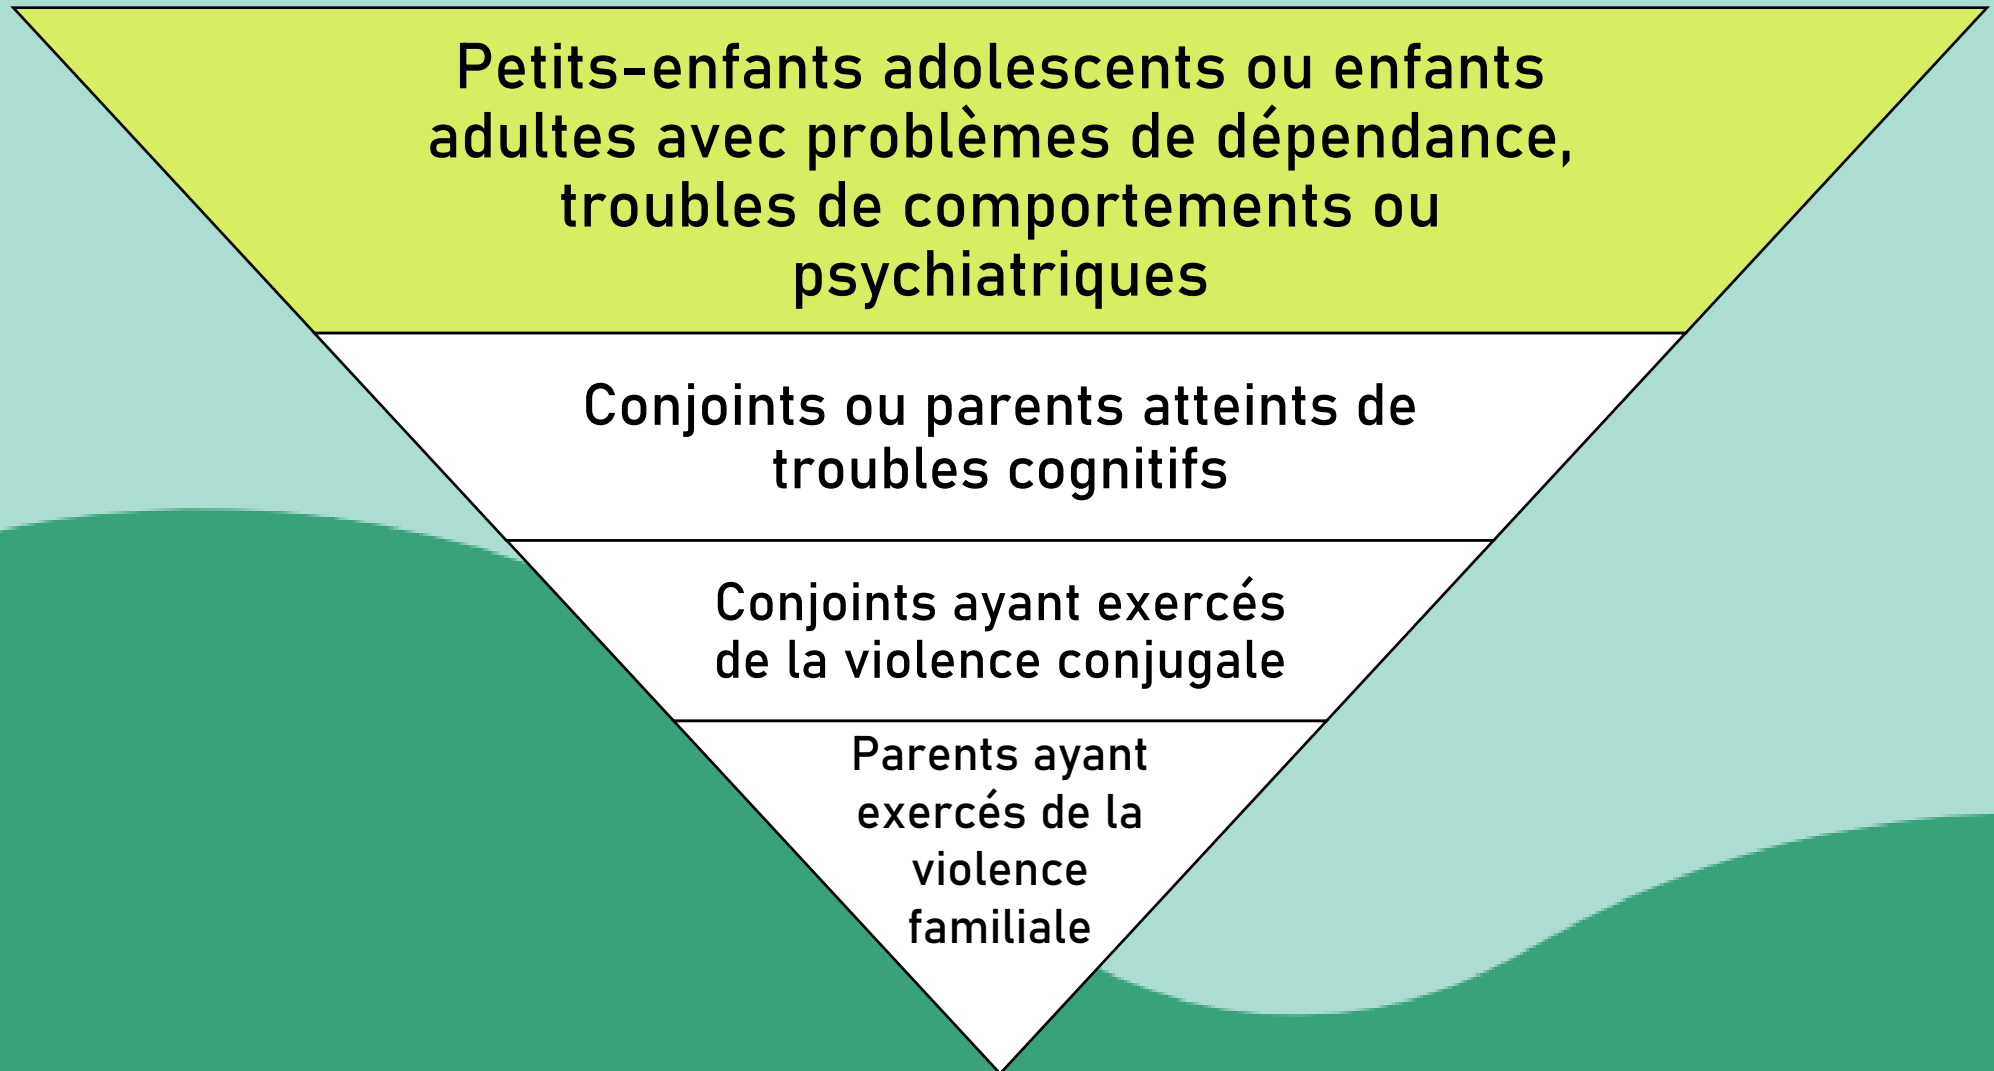 Petits-enfants adolescents ou enfants
adultes avec problèmes de dépendance,
troubles de comportements ou
psychiatriques
Conjoints ou parents atteints de
troubles cognitifs
Conjoints ayant exercés
de la violence conjugale
Parents ayant
exercés de la
violence
familiale